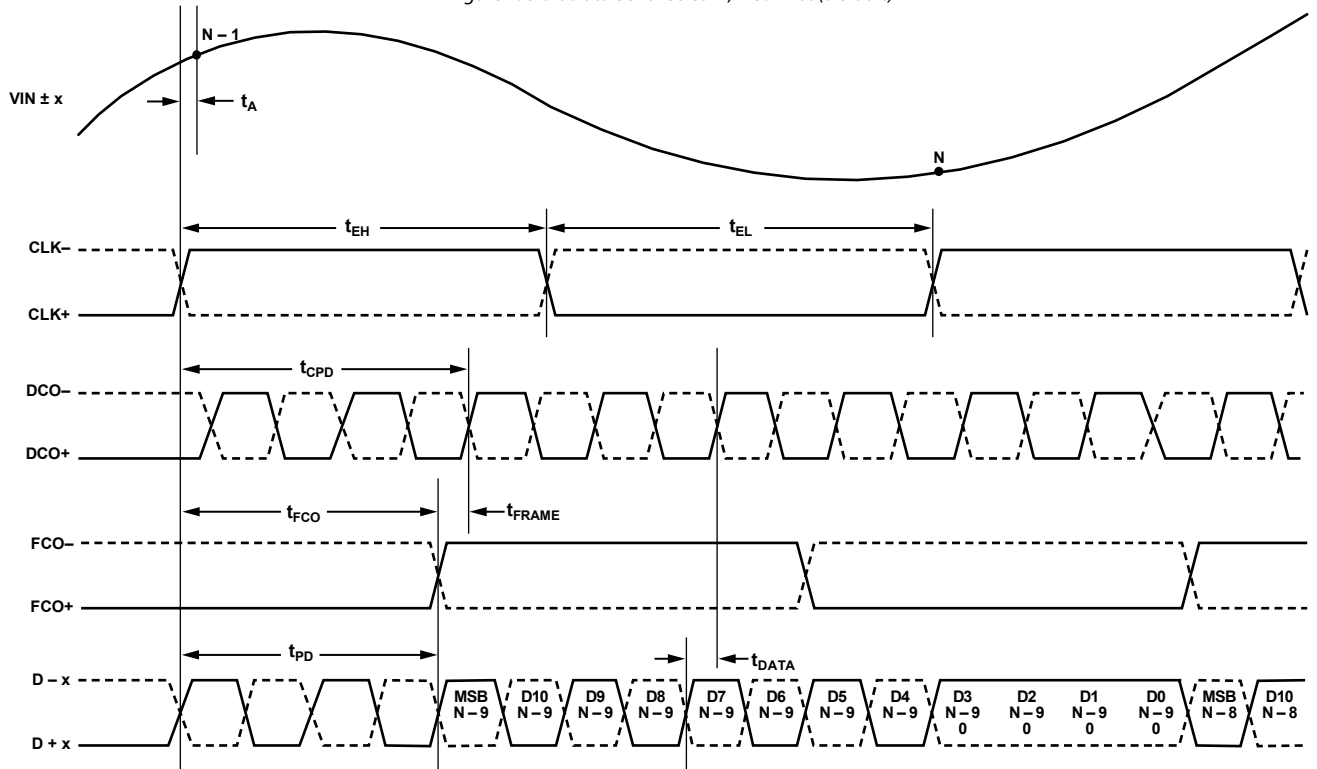 N – 1
VIN ± x
tA
N
tEH
tEL
CLK–
CLK+
tCPD
DCO–
DCO+
tFCO
tFRAME
FCO–
FCO+
tPD
tDATA
D – x
MSB D10 D9 D8 D7 D6 D5 D4 D3 D2 D1 D0 MSB D10
N – 9 N – 9 N – 9 N – 9 N – 9 N – 9 N – 9 N – 9 N – 9 N – 9 N – 9 N – 9 N – 8 N – 8
0 0 0 0
D + x